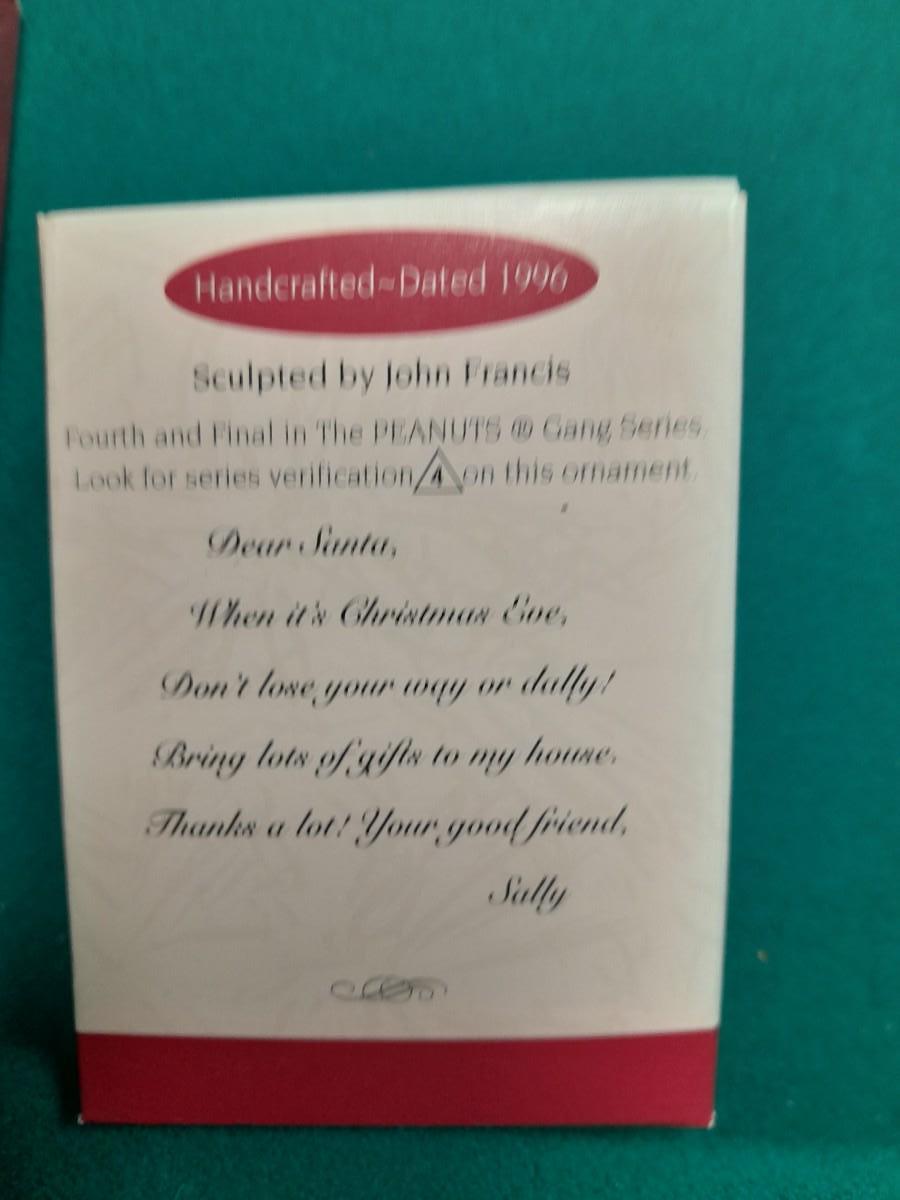 Handcrafted~Dated 1996
Sculpted by John Francis
Fourth and Final in The PEANUTS ® Gang Series.
Look for series verification 4 on this ornament.
Dear Santa,
When it's Christmas Eve,
Don't lose your way or dally!
Bring lots of gifts to my house.
Thanks a lot! Your good friend,
Sally